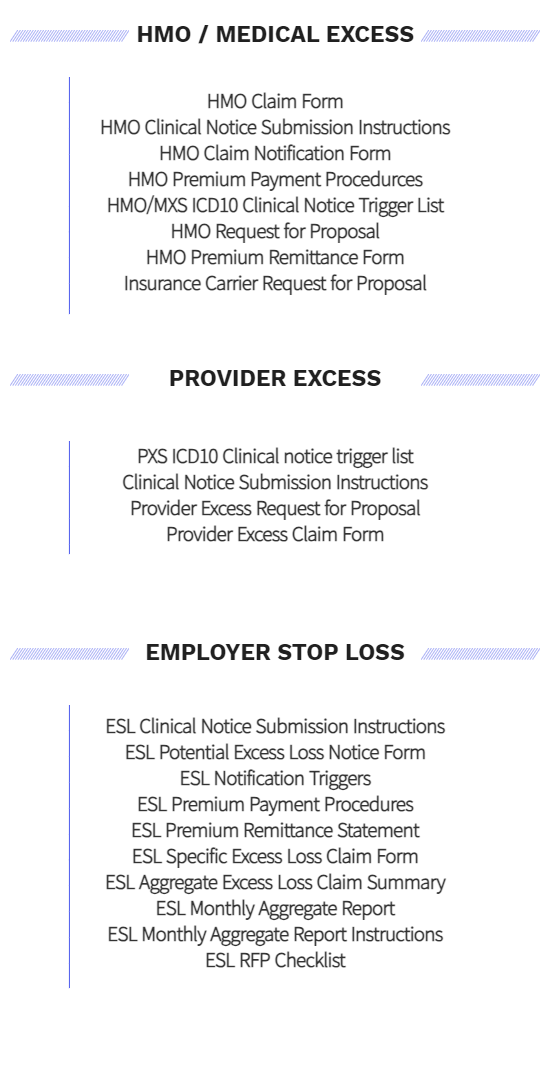 HMO / MEDICAL EXCESS
HMO Claim Form
HMO Clinical Notice Submission Instructions
HMO Claim Notification Form
HMO Premium Payment Procedurces
HMO/MXS ICD10 Clinical Notice Trigger List
HMO Request for Proposal
HMO Premium Remittance Form
Insurance Carrier Request for Proposal
PROVIDER EXCESS
PXS ICD10 Clinical notice trigger list
Clinical Notice Submission Instructions
Provider Excess Request for Proposal
Provider Excess Claim Form
EMPLOYER STOP LOSS
ESL Clinical Notice Submission Instructions
ESL Potential Excess Loss Notice Form
ESL Notification Triggers
ESL Premium Payment Procedures
ESL Premium Remittance Statement
ESL Specific Excess Loss Claim Form
ESL Aggregate Excess Loss Claim Summary
ESL Monthly Aggregate Report
ESL Monthly Aggregate Report Instructions
ESL RFP Checklist